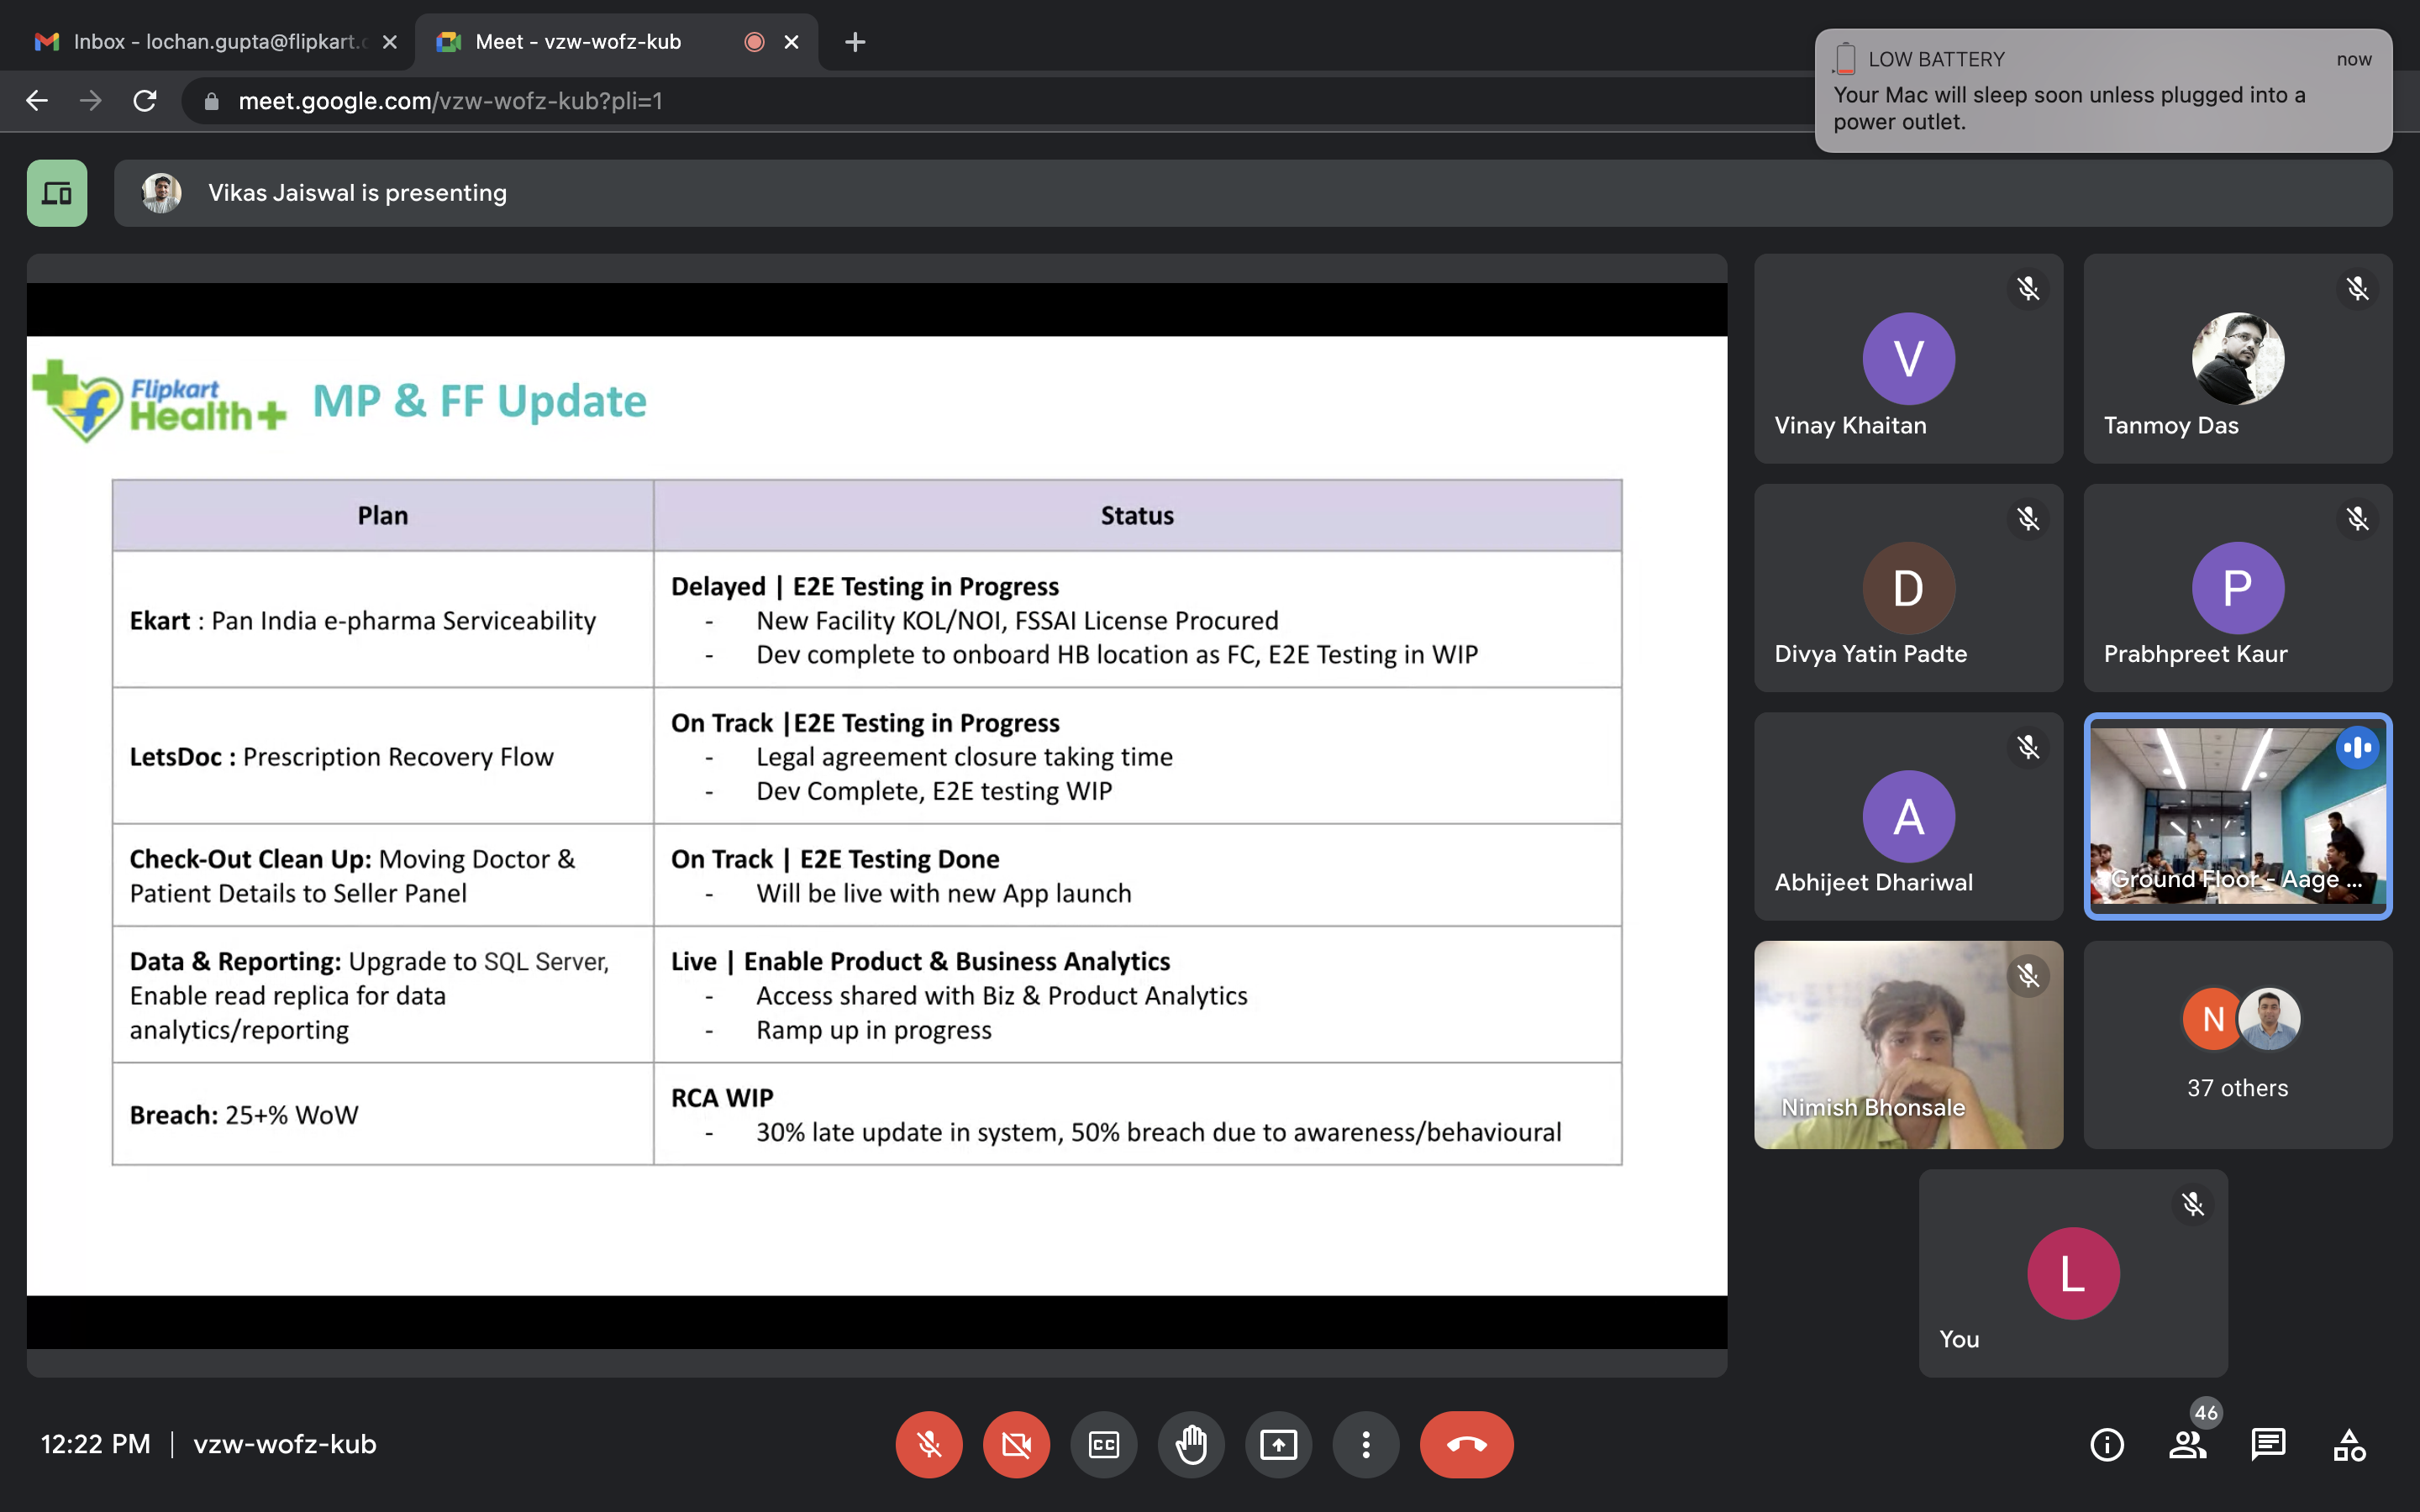 Inbox - lochan.gupta@flipkart.
Meet - vzw-wofz-kub
meet.google.com/vzw-wofz-kub?pli=1
LOW BATTERY
now
Your Mac will sleep soon unless plugged into a
power outlet.
Vikas Jaiswal is presenting
Flipkart
Health+
MP & FF Update
Plan
Status
Ekart : Pan India e-pharma Serviceability
Delayed | E2E Testing in Progress
- New Facility KOL/NOI, FSSAI License Procured
- Dev complete to onboard HB location as FC, E2E Testing in WIP
LetsDoc : Prescription Recovery Flow
On Track |E2E Testing in Progress
- Legal agreement closure taking time
- Dev Complete, E2E testing WIP
Check-Out Clean Up: Moving Doctor &
Patient Details to Seller Panel
On Track | E2E Testing Done
- Will be live with new App launch
Data & Reporting: Upgrade to SQL Server,
Enable read replica for data
analytics/reporting
Live | Enable Product & Business Analytics
- Access shared with Biz & Product Analytics
- Ramp up in progress
Breach: 25+% WoW
RCA WIP
- 30% late update in system, 50% breach due to awareness/behavioural
V
Vinay Khaitan
Tanmoy Das
D
Divya Yatin Padte
P
Prabhpreet Kaur
A
Abhijeet Dhariwal
Ground Floor - Aage ...
Nimish Bhonsale
N
37 others
L
You
12:22 PM | vzw-wofz-kub
CC
46